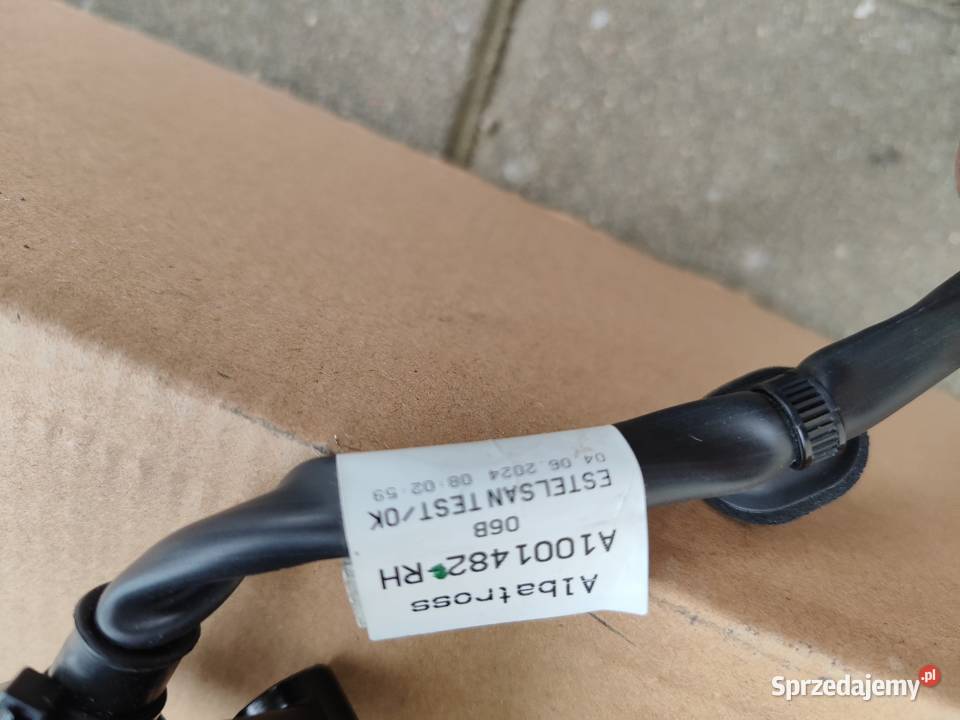 Albatross
A1001482-RH
06B
ESTELSAN TEST/OK
04.06.2024 08:02:59
Sprzedajemy.pl